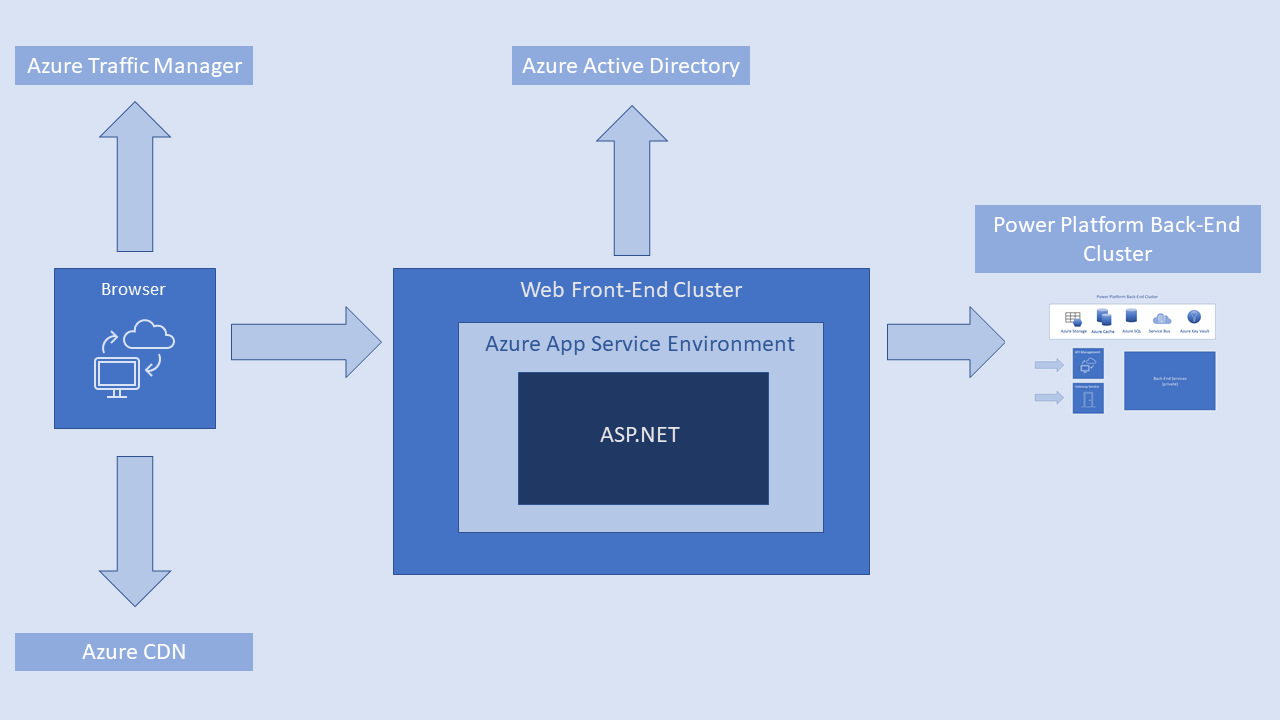 Azure Traffic Manager
Azure Active Directory
Power Platform Back-End
Cluster
Browser
Web Front-End Cluster
Azure App Service Environment
ASP.NET
Power Platform Back-End Cluster
Azure Storage
Azure Cache
Azure SQL
Service Bus
Azure Key Vault
API Management
Gateway Service
Back-End Services
(private)
Azure CDN